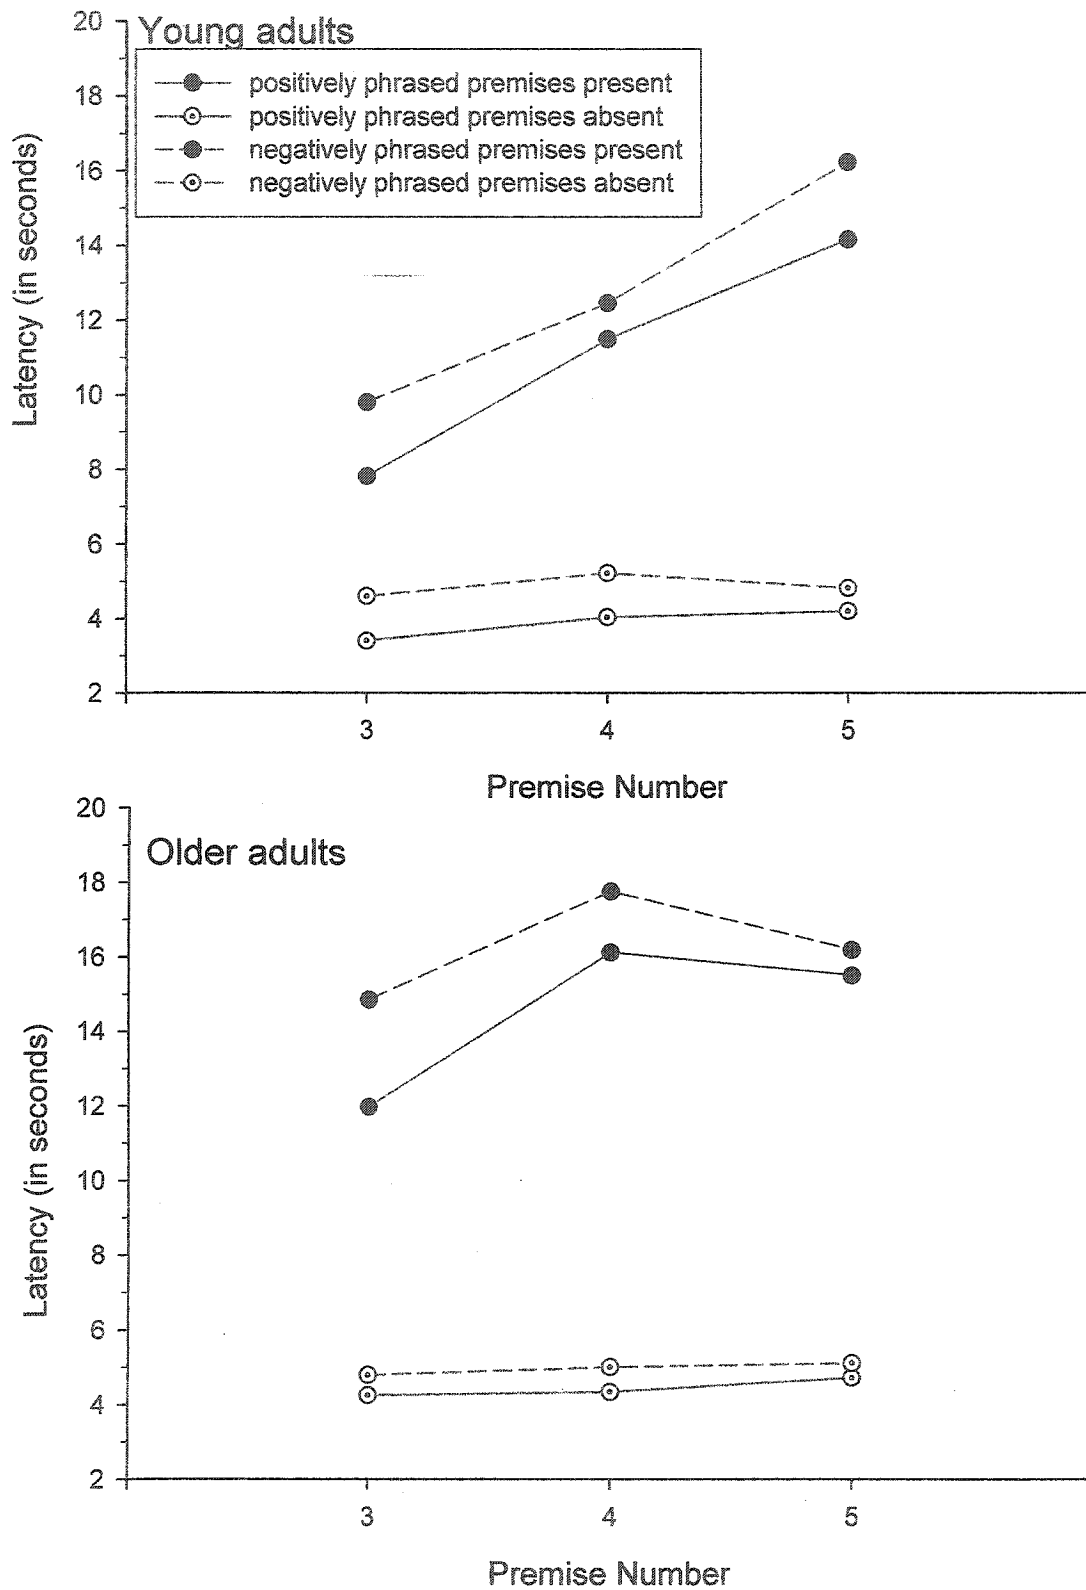 20
Young adults
18
positively phrased premises present
positively phrased premises absent
negatively phrased premises present
negatively phrased premises absent
16
14
12
10
8
6
4
2
Latency (in seconds)
3 4 5
Premise Number
20
Older adults
18
16
14
12
10
8
6
4
2
Latency (in seconds)
3 4 5
Premise Number